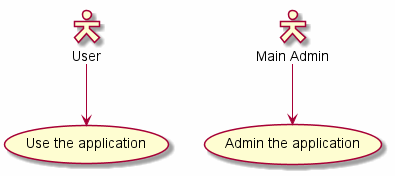 User
Main Admin
Use the application
Admin the application